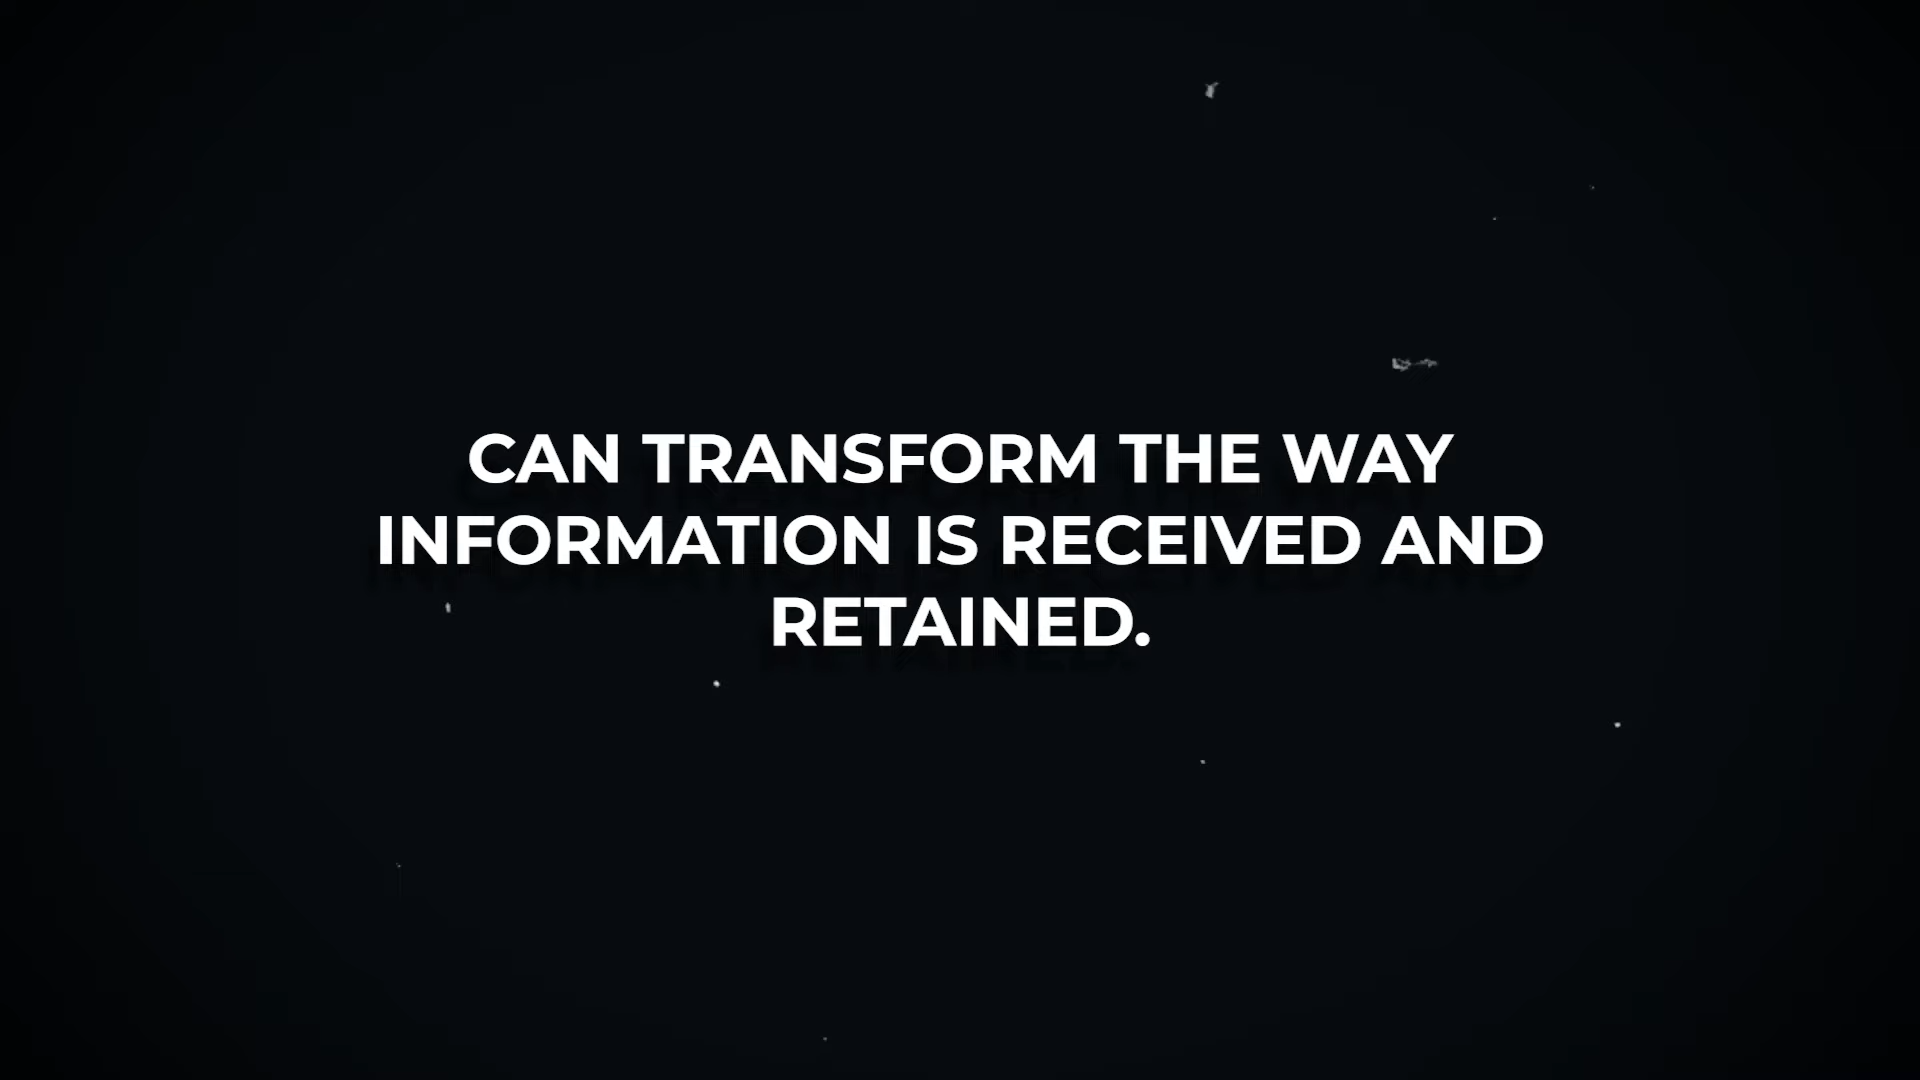 CAN TRANSFORM THE WAY
INFORMATION IS RECEIVED AND
RETAINED.